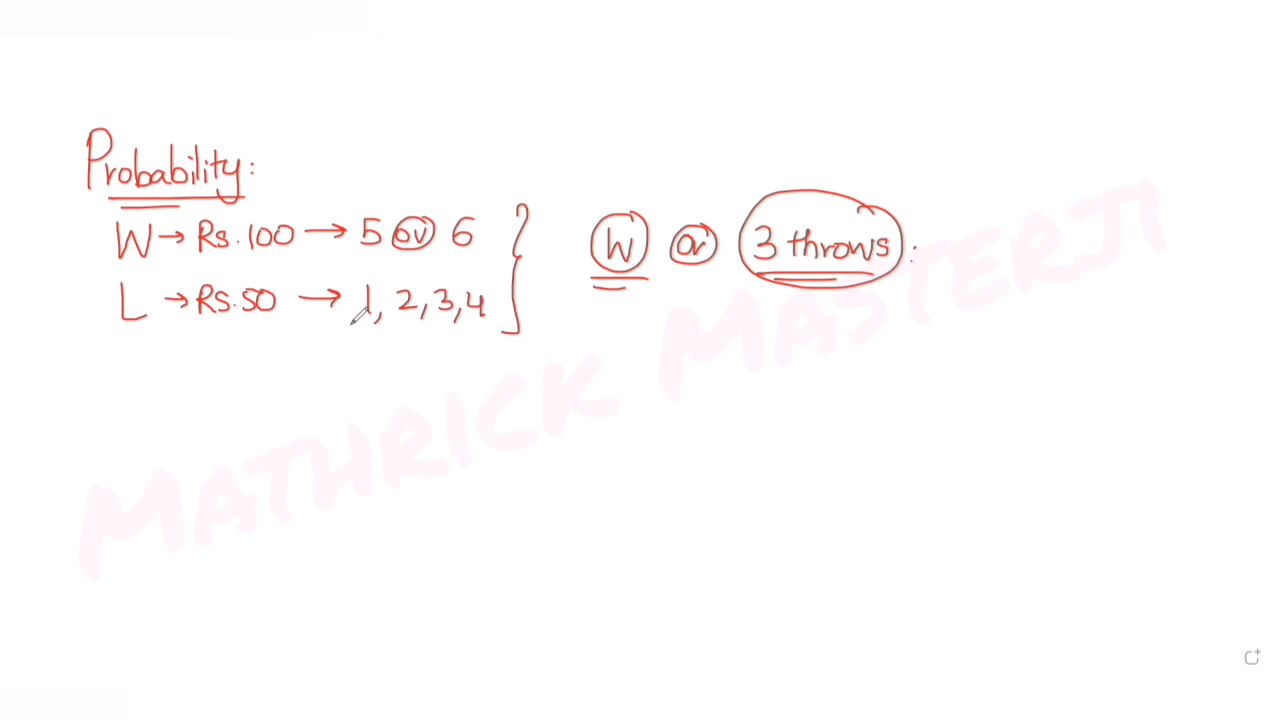 Probability:
W → Rs.100 → 5 or 6
L → Rs.50 → 1, 2, 3, 4
W or 3 throws:
MATHRICK MASTERJI